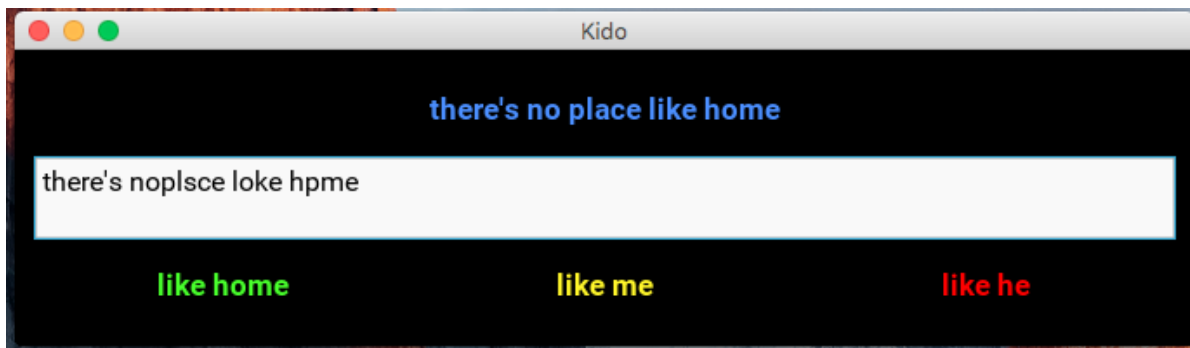 Kido
there's no place like home
there's noplsce loke hpme
like home like me like he